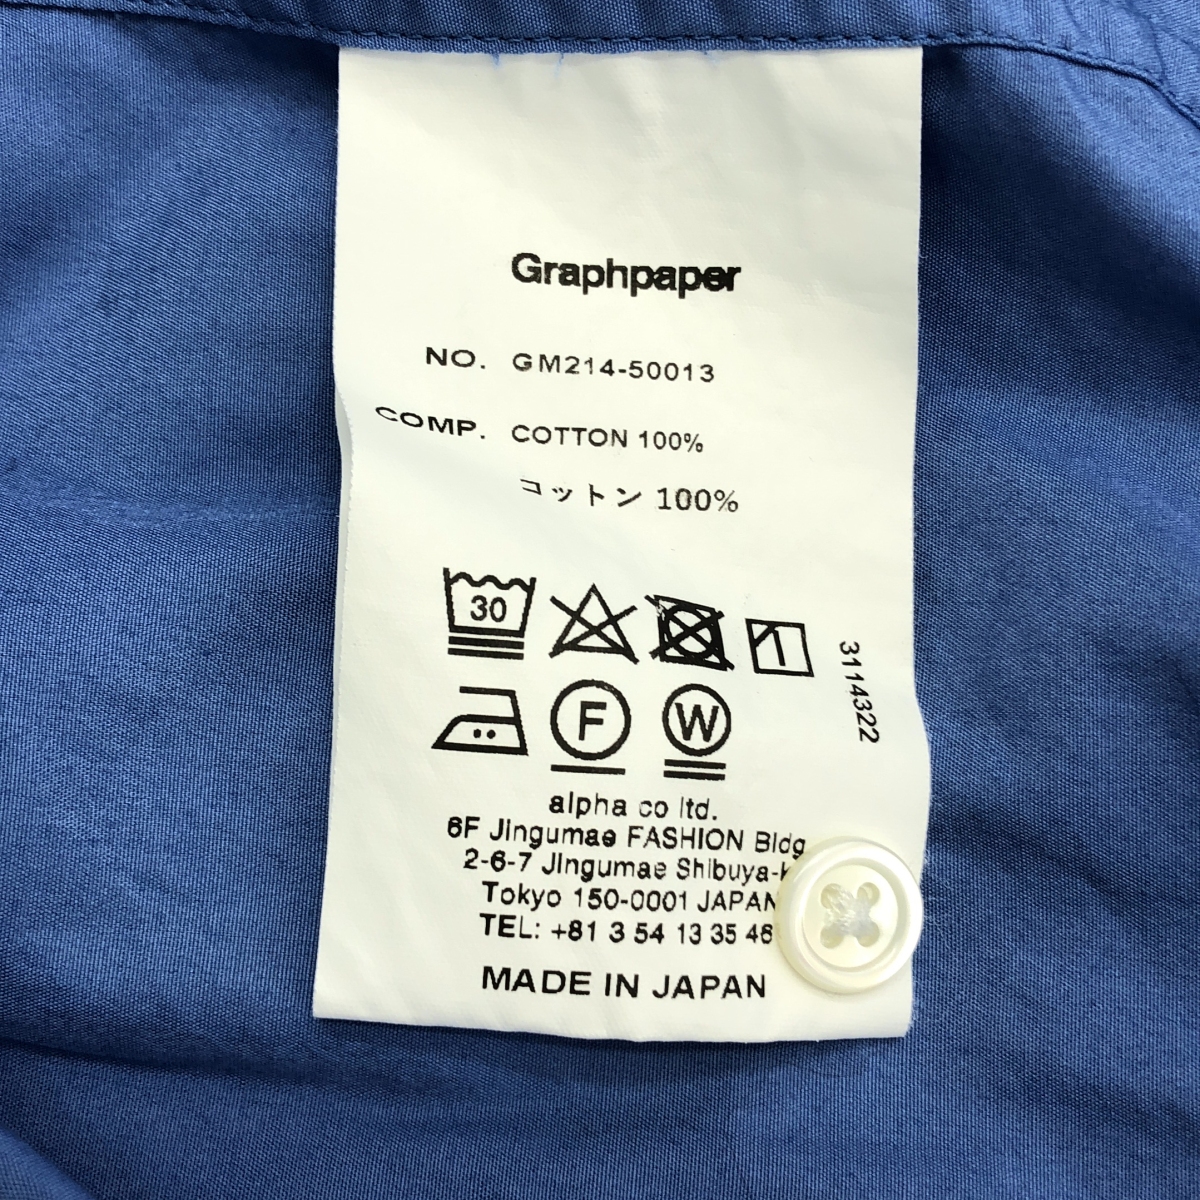 Graphpaper
NO. GM214-50013
COMP. COTTON 100%
コットン 100%
30
1
3114322
F
W
alpha co ltd.
6F Jingumae FASHION Bldg
2-6-7 Jingumae Shibuya-
Tokyo 150-0001 JAPAN
TEL: +81 3 54 13 35 46
MADE IN JAPAN